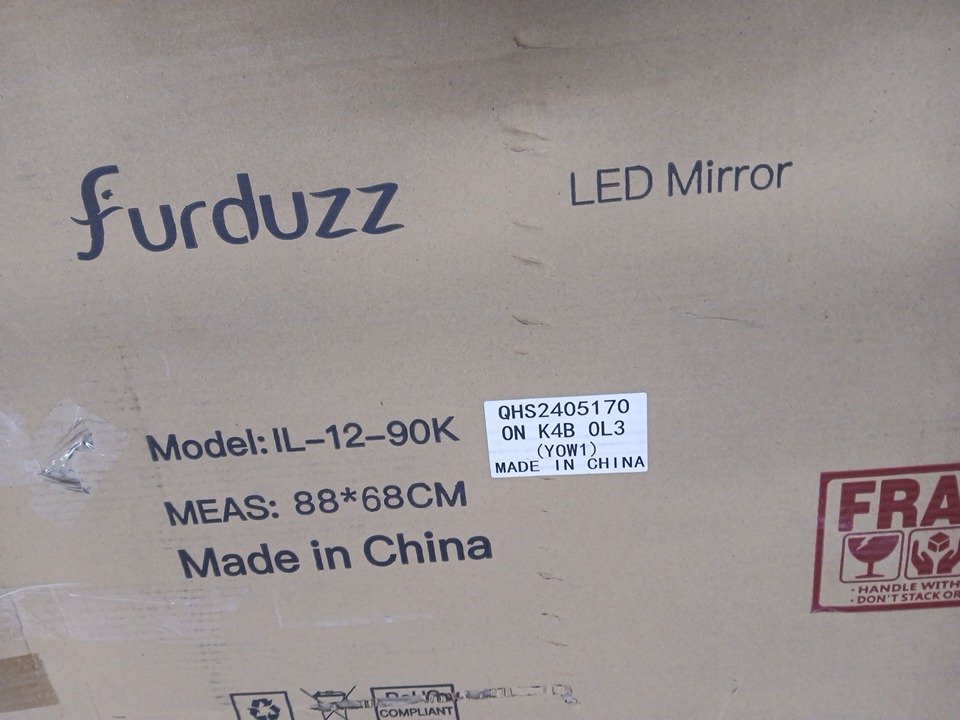 furduzz
LED Mirror
Model: IL-12-90K
QHS2405170
0N K4B 0L3
(Y0W1)
MADE IN CHINA
MEAS: 88*68CM
Made in China
FRA
· HANDLE WITH
· DON'T STACK OR
COMPLIANT